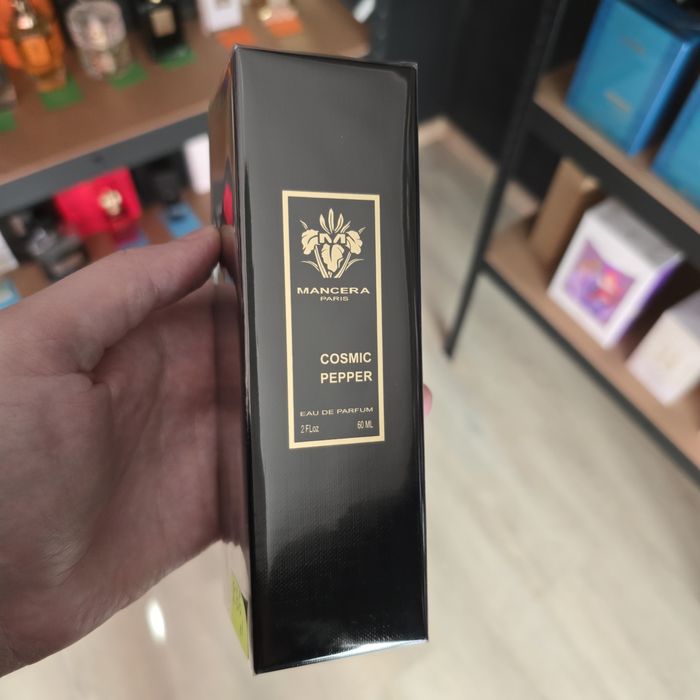 M
MANCERA
PARIS
COSMIC
PEPPER
EAU DE PARFUM
2 FL.oz 60 ML